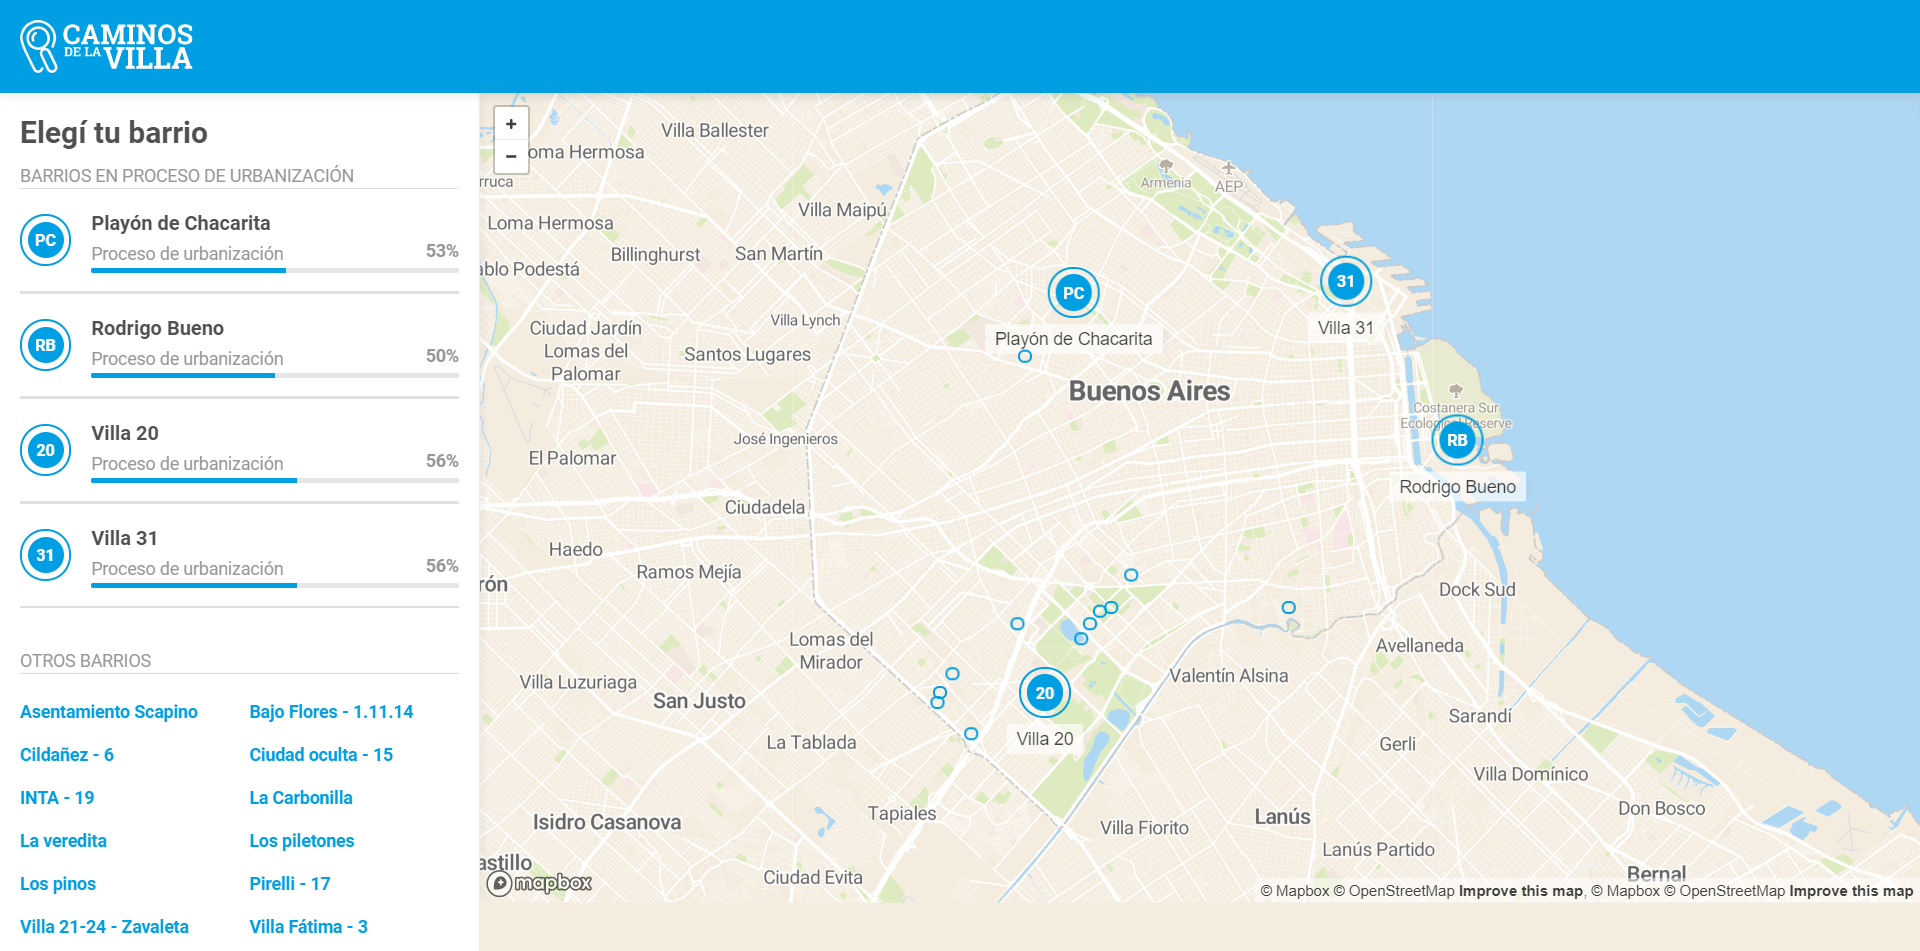 CAMINOS
DE LA VILLA
Elegí tu barrio
BARRIOS EN PROCESO DE URBANIZACIÓN
PC
Playón de Chacarita
Proceso de urbanización
53%
RB
Rodrigo Bueno
Proceso de urbanización
50%
20
Villa 20
Proceso de urbanización
56%
31
Villa 31
Proceso de urbanización
56%
OTROS BARRIOS
Asentamiento Scapino
Bajo Flores - 1.11.14
Cildañez - 6
Ciudad oculta - 15
INTA - 19
La Carbonilla
La veredita
Los piletones
Los pinos
Pirelli - 17
Villa 21-24 - Zavaleta
Villa Fátima - 3
+
−
Villa Ballester
oma Hermosa
rruca
Armenia
AEP
Villa Maipú
Loma Hermosa
Billinghurst
San Martín
ablo Podestá
PC
31
Villa Lynch
Ciudad Jardín
Lomas del
Palomar
Playón de Chacarita
Villa 31
Santos Lugares
Buenos Aires
Costanera Sur
Ecological Reserve
José Ingenieros
RB
El Palomar
Rodrigo Bueno
Ciudadela
Haedo
Ramos Mejía
rón
Dock Sud
Lomas del
Mirador
Avellaneda
Villa Luzuriaga
San Justo
20
Valentín Alsina
Sarandí
La Tablada
Villa 20
Gerli
Villa Domínico
Tapiales
Don Bosco
Isidro Casanova
Villa Fiorito
Lanús
Lanús Partido
astillo
Ciudad Evita
Bernal
mapbox
© Mapbox © OpenStreetMap Improve this map, © Mapbox © OpenStreetMap Improve this map